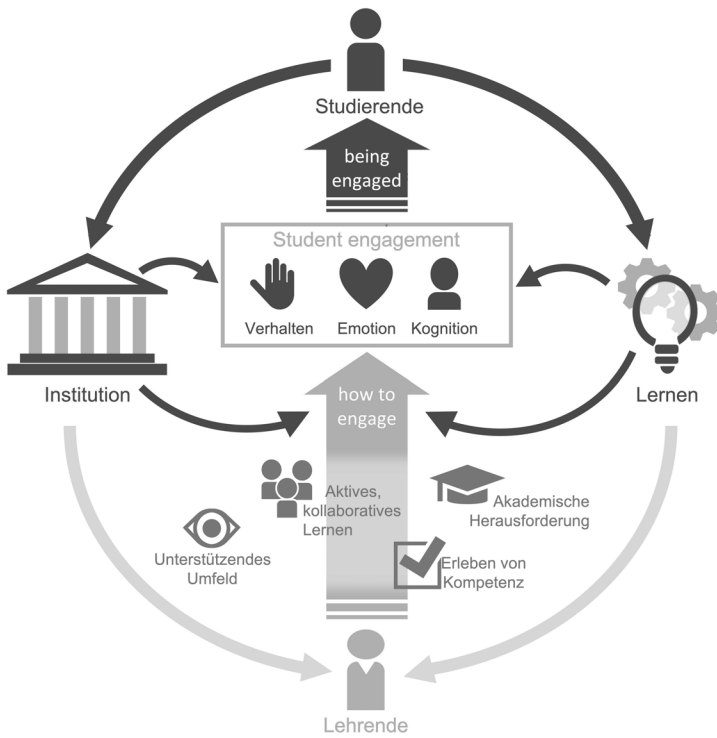 Studierende
being
engaged
Student engagement
Verhalten
Emotion
Kognition
Institution
Lernen
how to
engage
Aktives,
kollaboratives
Lernen
Akademische
Herausforderung
Unterstützendes
Umfeld
Erleben von
Kompetenz
Lehrende